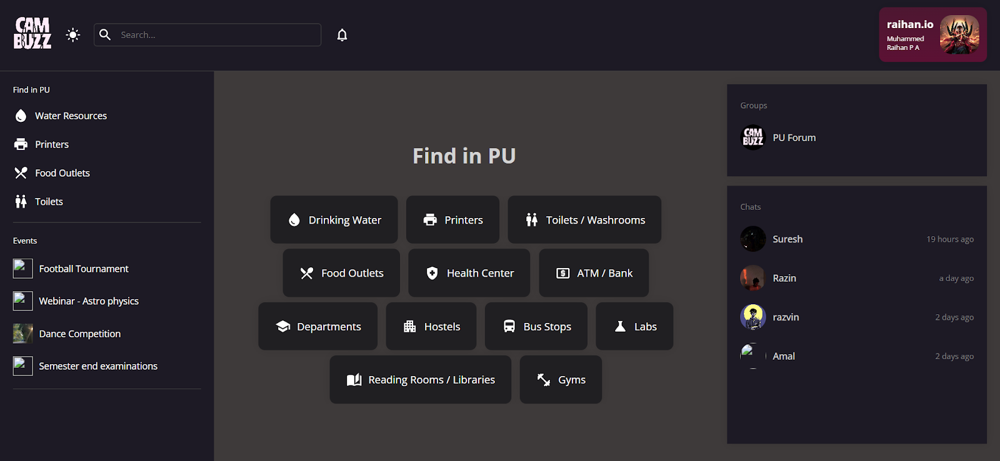 CAM
BUZZ
Search...
raihan.io
Muhammed
Raihan P A
Find in PU
Water Resources
Printers
Food Outlets
Toilets
Events
Football Tournament
Webinar - Astro physics
Dance Competition
Semester end examinations
Find in PU
Drinking Water
Printers
Toilets / Washrooms
Food Outlets
Health Center
ATM / Bank
Departments
Hostels
Bus Stops
Labs
Reading Rooms / Libraries
Gyms
Groups
CAM
BUZZ
PU Forum
Chats
Suresh
19 hours ago
Razin
a day ago
razvin
2 days ago
Amal
2 days ago